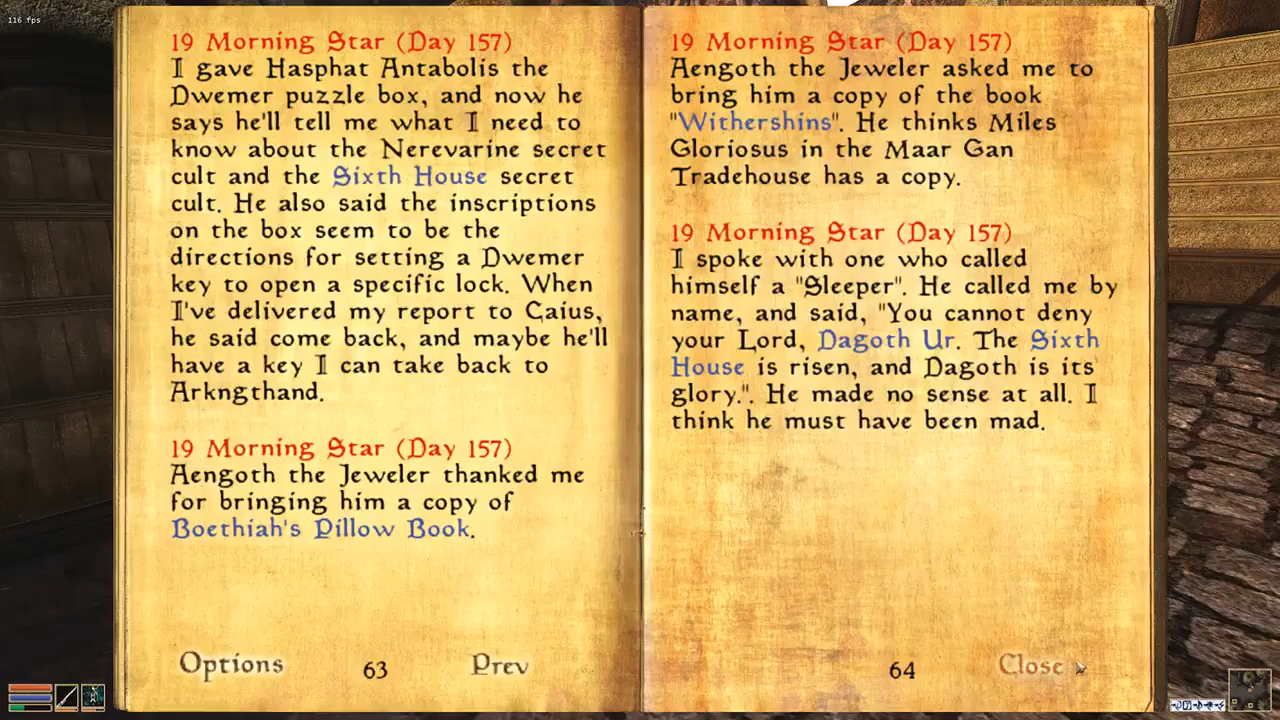 116 fps
19 Morning Star (Day 157)
I gave Hasphat Antabolis the
Dwemer puzzle box, and now he
says he'll tell me what I need to
know about the Nerevarine secret
cult and the Sixth House secret
cult. He also said the inscriptions
on the box seem to be the
directions for setting a Dwemer
key to open a specific lock. When
I've delivered my report to Caius,
he said come back, and maybe he'll
have a key I can take back to
Arkngthand.
19 Morning Star (Day 157)
Aengoth the Jeweler thanked me
for bringing him a copy of
Boethiah's Pillow Book.
Options
63
Prev
19 Morning Star (Day 157)
Aengoth the Jeweler asked me to
bring him a copy of the book
"Withershins". He thinks Miles
Gloriosus in the Maar Gan
Tradehouse has a copy.
19 Morning Star (Day 157)
I spoke with one who called
himself a "Sleeper". He called me by
name, and said, "You cannot deny
your Lord, Dagoth Ur. The Sixth
House is risen, and Dagoth is its
glory.". He made no sense at all. I
think he must have been mad.
64
Close